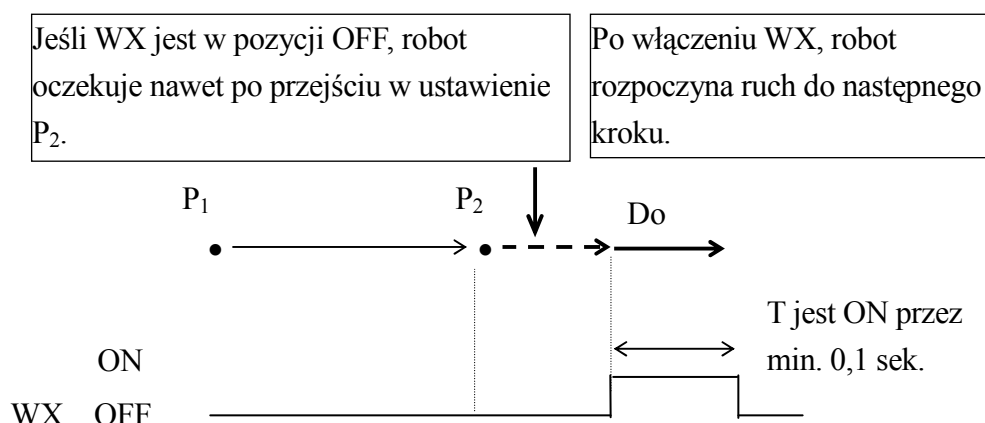 Jeśli WX jest w pozycji OFF, robot
oczekuje nawet po przejściu w ustawienie
P₂.
Po włączeniu WX, robot
rozpoczyna ruch do następnego
kroku.
P₁
P₂
Do
T jest ON przez
min. 0,1 sek.
ON
WX OFF